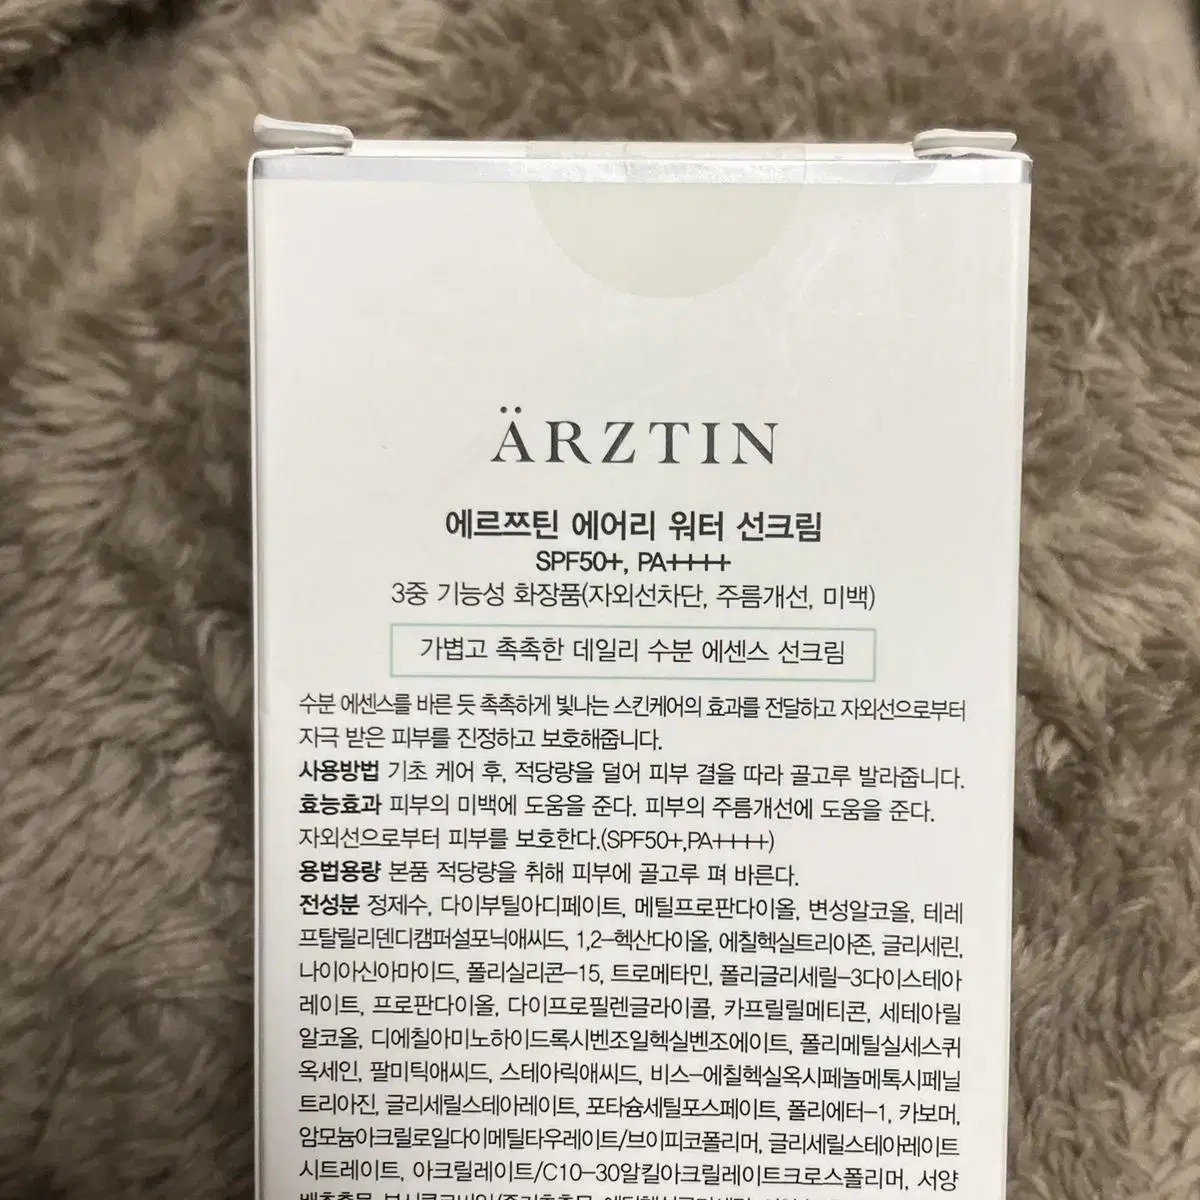 ÄRZTIN
에르쯔틴 에어리 워터 선크림
SPF50+, PA++++
3중 기능성 화장품(자외선차단, 주름개선, 미백)
가볍고 촉촉한 데일리 수분 에센스 선크림
수분 에센스를 바른 듯 촉촉하게 빛나는 스킨케어의 효과를 전달하고 자외선으로부터
자극 받은 피부를 진정하고 보호해줍니다.
사용방법 기초 케어 후, 적당량을 덜어 피부 결을 따라 골고루 발라줍니다.
효능효과 피부의 미백에 도움을 준다. 피부의 주름개선에 도움을 준다.
자외선으로부터 피부를 보호한다.(SPF50+,PA++++)
용법용량 본품 적당량을 취해 피부에 골고루 펴 바른다.
전성분 정제수, 다이부틸아디페이트, 메틸프로판다이올, 변성알코올, 테레
프탈릴리덴디캠퍼설포닉애씨드, 1,2-헥산다이올, 에칠헥실트리아존, 글리세린,
나이아신아마이드, 폴리실리콘-15, 트로메타민, 폴리글리세릴-3다이스테아
레이트, 프로판다이올, 다이프로필렌글라이콜, 카프릴릴메티콘, 세테아릴
알코올, 디에칠아미노하이드록시벤조일헥실벤조에이트, 폴리메틸실세스퀴
옥세인, 팔미틱애씨드, 스테아릭애씨드, 비스-에칠헥실옥시페놀메톡시페닐
트리아진, 글리세릴스테아레이트, 포타슘세틸포스페이트, 폴리에터-1, 카보머,
암모늄아크릴로일다이메틸타우레이트/브이피코폴리머, 글리세릴스테아레이트
시트레이트, 아크릴레이트/C10-30알킬아크릴레이트크로스폴리머, 서양